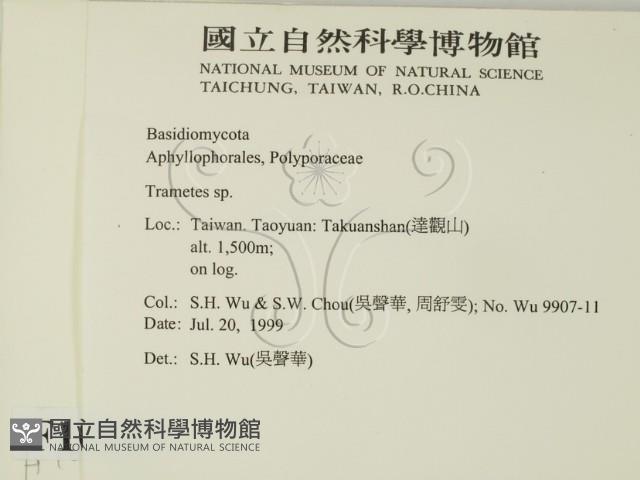 國立自然科學博物館
NATIONAL MUSEUM OF NATURAL SCIENCE
TAICHUNG, TAIWAN, R.O.CHINA
Basidiomycota
Aphyllophorales, Polyporaceae
Trametes sp.
Loc.: Taiwan. Taoyuan: Takuanshan(達觀山)
alt. 1,500m;
on log.
Col.: S.H. Wu & S.W. Chou(吳聲華, 周舒雯); No. Wu 9907-11
Date: Jul. 20, 1999
Det.: S.H. Wu(吳聲華)
國立自然科學博物館
NATIONAL MUSEUM OF NATURAL SCIENCE